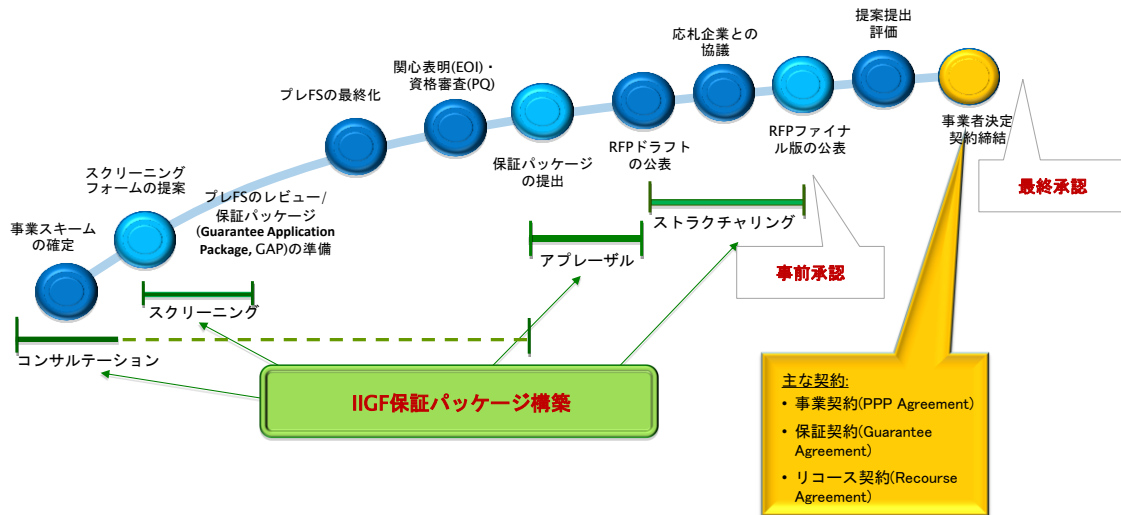 提案提出
評価
応札企業との
協議
関心表明(EOI)・
資格審査(PQ)
プレFSの最終化
事業者決定
契約締結
RFPファイナ
ル版の公表
RFPドラフト
の公表
保証パッケージ
の提出
スクリーニング
フォームの提案
プレFSのレビュー/
保証パッケージ
(Guarantee Application
Package, GAP)の準備
事業スキーム
の確定
最終承認
ストラクチャリング
アプレーザル
事前承認
スクリーニング
コンサルテーション
IIGF保証パッケージ構築
主な契約:
• 事業契約(PPP Agreement)
• 保証契約(Guarantee
Agreement)
• リコース契約(Recourse
Agreement)